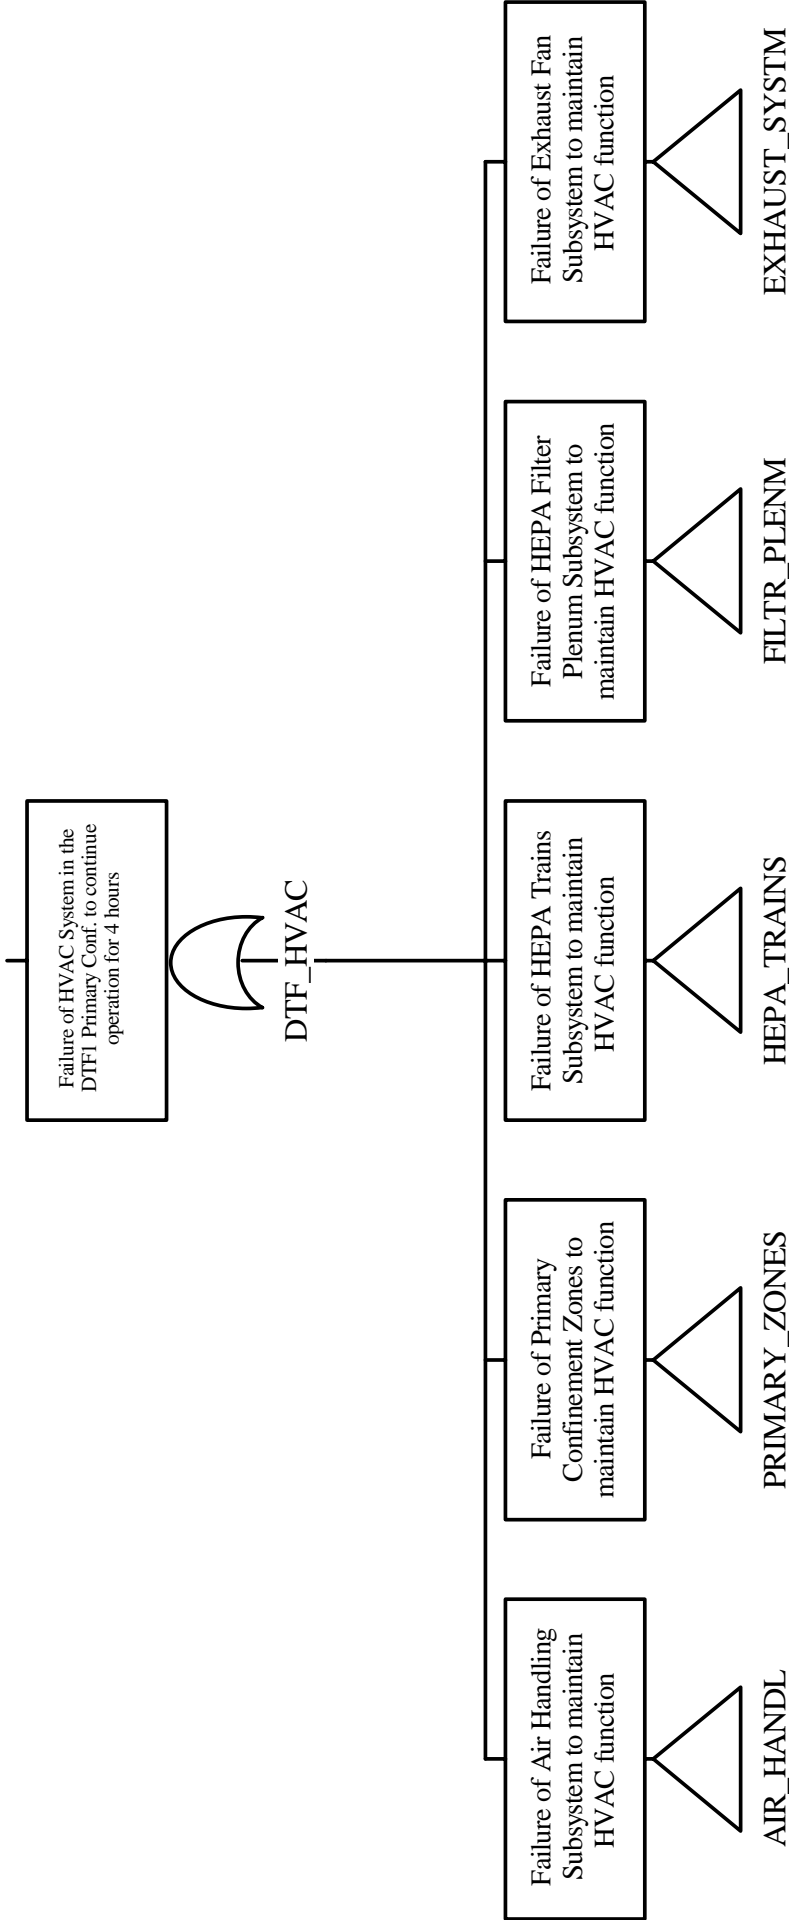 Failure of HVAC System in the
DTF1 Primary Conf. to continue
operation for 4 hours
DTF_HVAC
Failure of Air Handling
Subsystem to maintain
HVAC function
AIR_HANDL
Failure of Primary
Confinement Zones to
maintain HVAC function
PRIMARY_ZONES
Failure of HEPA Trains
Subsystem to maintain
HVAC function
HEPA_TRAINS
Failure of HEPA Filter
Plenum Subsystem to
maintain HVAC function
FILTR_PLENM
Failure of Exhaust Fan
Subsystem to maintain
HVAC function
EXHAUST_SYSTM